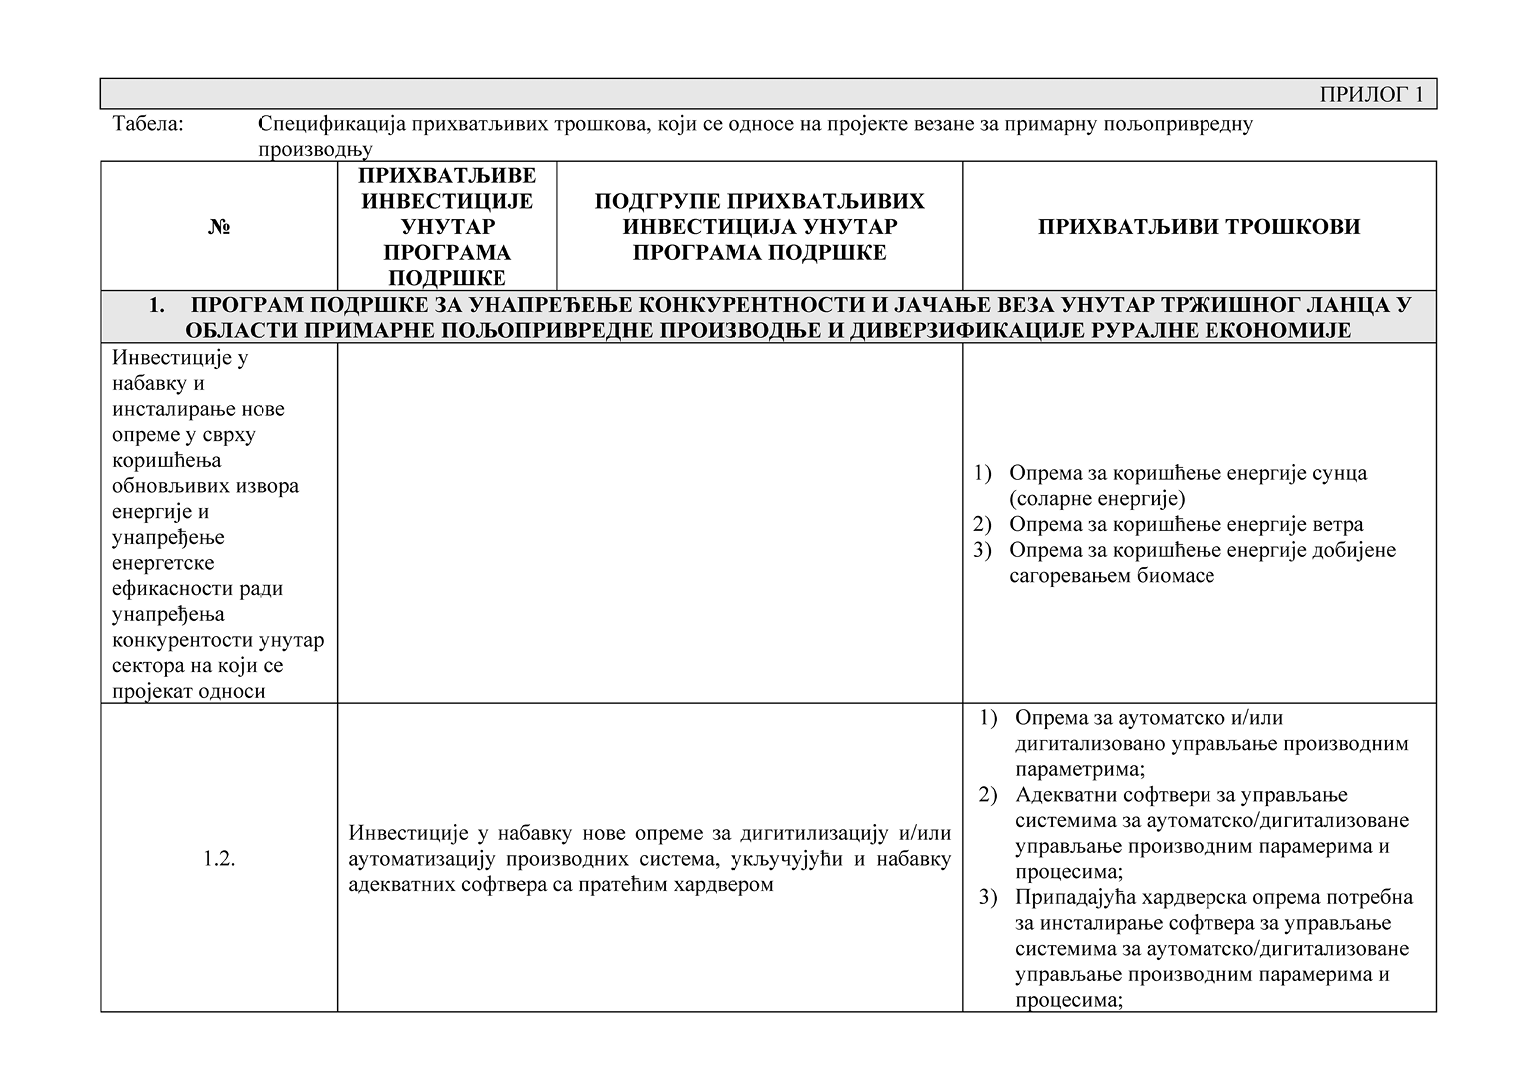 ПРИЛОГ 1
Табела: Спецификација прихватљивих трошкова, који се односе на пројекте везане за примарну пољопривредну
производњу
№
ПРИХВАТЉИВЕ
ИНВЕСТИЦИЈЕ
УНУТАР
ПРОГРАМА
ПОДРШКЕ
ПОДГРУПЕ ПРИХВАТЉИВИХ
ИНВЕСТИЦИЈА УНУТАР
ПРОГРАМА ПОДРШКЕ
ПРИХВАТЉИВИ ТРОШКОВИ
1. ПРОГРАМ ПОДРШКЕ ЗА УНАПРЕЂЕЊЕ КОНКУРЕНТНОСТИ И ЈАЧАЊЕ ВЕЗА УНУТАР ТРЖИШНОГ ЛАНЦА У
ОБЛАСТИ ПРИМАРНЕ ПОЉОПРИВРЕДНЕ ПРОИЗВОДЊЕ И ДИВЕРЗИФИКАЦИЈЕ РУРАЛНЕ ЕКОНОМИЈЕ
Инвестиције у
набавку и
инсталирање нове
опреме у сврху
коришћења
обновљивих извора
енергије и
унапређење
енергетске
ефикасности ради
унапређења
конкурентости унутар
сектора на који се
пројекат односи
1) Опрема за коришћење енергије сунца
(соларне енергије)
2) Опрема за коришћење енергије ветра
3) Опрема за коришћење енергије добијене
сагоревањем биомасе
1.2.
Инвестиције у набавку нове опреме за дигитилизацију и/или
аутоматизацију производних система, укључујући и набавку
адекватних софтвера са пратећим хардвером
1) Опрема за аутоматско и/или
дигитализовано управљање производним
параметрима;
2) Адекватни софтвери за управљање
системима за аутоматско/дигитализоване
управљање производним парамерима и
процесима;
3) Припадајућа хардверска опрема потребна
за инсталирање софтвера за управљање
системима за аутоматско/дигитализоване
управљање производним парамерима и
процесима;